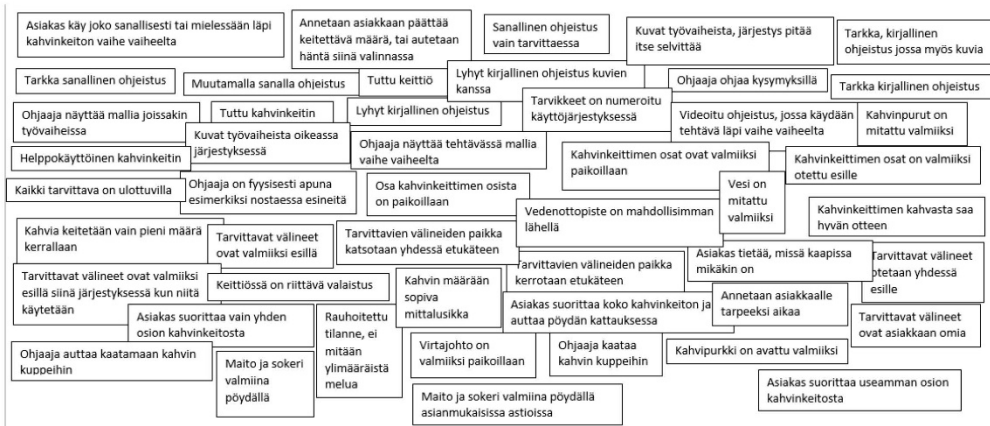 Asiakas käy joko sanallisesti tai mielessään läpi
kahvinkeiton vaihe vaiheelta
Annetaan asiakkaan päättää
keitettävä määrä, tai autetaan
häntä siinä valinnassa
Sanallinen ohjeistus
vain tarvittaessa
Kuvat työvaiheista, järjestys pitää
itse selvittää
Tarkka, kirjallinen
ohjeistus jossa myös kuvia
Tarkka sanallinen ohjeistus
Muutamalla sanalla ohjeistus
Tuttu keittiö
Lyhyt kirjallinen ohjeistus kuvien
kanssa
Ohjaaja ohjaa kysymyksillä
Tarkka kirjallinen ohjeistus
Ohjaaja näyttää mallia joissakin
työvaiheissa
Tuttu kahvinkeitin
Lyhyt kirjallinen ohjeistus
Tarvikkeet on numeroitu
käyttöjärjestyksessä
Videoitu ohjeistus, jossa käydään
tehtävä läpi vaihe vaiheelta
Kahvinpurut on
mitattu valmiiksi
Kuvat työvaiheista oikeassa
järjestyksessä
Helppokäyttöinen kahvinkeitin
Ohjaaja näyttää tehtävässä mallia
vaihe vaiheelta
Kahvinkeittimen osat ovat valmiiksi
paikoillaan
Kahvinkeittimen osat on valmiiksi
otettu esille
Kaikki tarvittava on ulottuvilla
Ohjaaja on fyysisesti apuna
esimerkiksi nostaessa esineitä
Osa kahvinkeittimen osista
on paikoillaan
Vesi on
mitattu
valmiiksi
Vedenottopiste on mahdollisimman
lähellä
Kahvinkeittimen kahvasta saa
hyvän otteen
Kahvia keitetään vain pieni määrä
kerrallaan
Tarvittavat välineet
ovat valmiiksi esillä
Tarvittavien välineiden paikka
katsotaan yhdessä etukäteen
Tarvittavien välineiden paikka
kerrotaan etukäteen
Asiakas tietää, missä kaapissa
mikäkin on
Tarvittavat välineet
otetaan yhdessä
esille
Tarvittavat välineet ovat valmiiksi
esillä siinä järjestyksessä kun niitä
käytetään
Keittiössä on riittävä valaistus
Kahvin määrään
sopiva
mittalusikka
Asiakas suorittaa koko kahvinkeiton ja
auttaa pöydän kattauksessa
Annetaan asiakkaalle
tarpeeksi aikaa
Tarvittavat välineet
ovat asiakkaan omia
Asiakas suorittaa vain yhden
osion kahvinkeitosta
Rauhoitettu
tilanne, ei
mitään
ylimääräistä
melua
Ohjaaja auttaa kaatamaan kahvin
kuppeihin
Maito ja sokeri
valmiina
pöydällä
Virtajohto on
valmiiksi paikoillaan
Ohjaaja kaataa
kahvin kuppeihin
Kahvipurkki on avattu valmiiksi
Maito ja sokeri valmiina pöydällä
asianmukaisissa astioissa
Asiakas suorittaa useamman osion
kahvinkeitosta